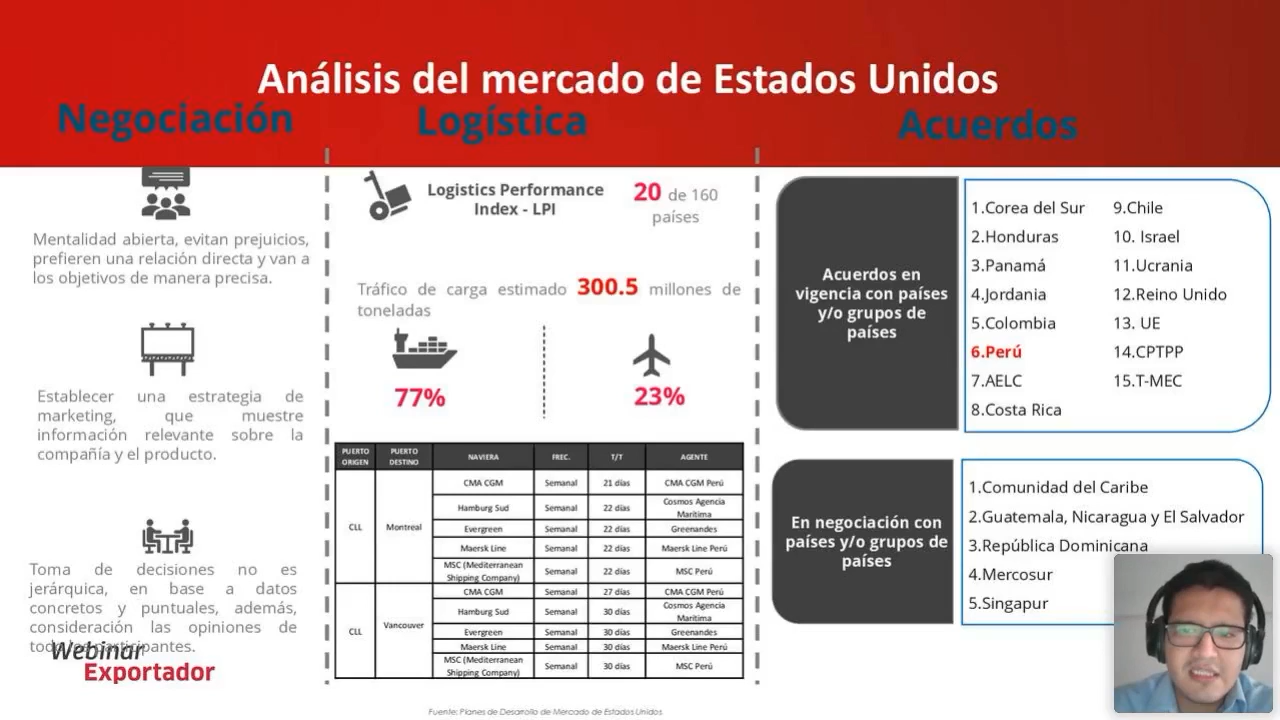 Análisis del mercado de Estados Unidos
Negociación
Logística
Acuerdos
Mentalidad abierta, evitan prejuicios,
prefieren una relación directa y van a
los objetivos de manera precisa.
Establecer una estrategia de
marketing, que muestre
información relevante sobre la
compañía y el producto.
Toma de decisiones no es
jerárquica, en base a datos
concretos y puntuales, además,
consideración las opiniones de
todos los participantes.
Webinar
Exportador
Logistics Performance
Index - LPI
20 de 160
países
Tráfico de carga estimado 300.5 millones de
toneladas
77%
23%
PUERTO ORIGEN PUERTO DESTINO NAVIERA FREC. T/T AGENTE
CLL Montreal
CMA CGM Semanal 21 días CMA CGM Perú
Hamburg Sud Semanal 22 días Cosmos Agencia Marítima
Evergreen Semanal 22 días Greenandes
Maersk Line Semanal 22 días Maersk Line Perú
MSC (Mediterranean Shipping Company) Semanal 22 días MSC Perú
CLL Vancouver
CMA CGM Semanal 27 días CMA CGM Perú
Hamburg Sud Semanal 30 días Cosmos Agencia Marítima
Evergreen Semanal 30 días Greenandes
Maersk Line Semanal 30 días Maersk Line Perú
MSC (Mediterranean Shipping Company) Semanal 30 días MSC Perú
Fuente: Planes de Desarrollo de Mercado de Estados Unidos
Acuerdos en
vigencia con países
y/o grupos de
países
1.Corea del Sur
2.Honduras
3.Panamá
4.Jordania
5.Colombia
6.Perú
7.AELC
8.Costa Rica
9.Chile
10. Israel
11.Ucrania
12.Reino Unido
13. UE
14.CPTPP
15.T-MEC
En negociación con
países y/o grupos de
países
1.Comunidad del Caribe
2.Guatemala, Nicaragua y El Salvador
3.República Dominicana
4.Mercosur
5.Singapur